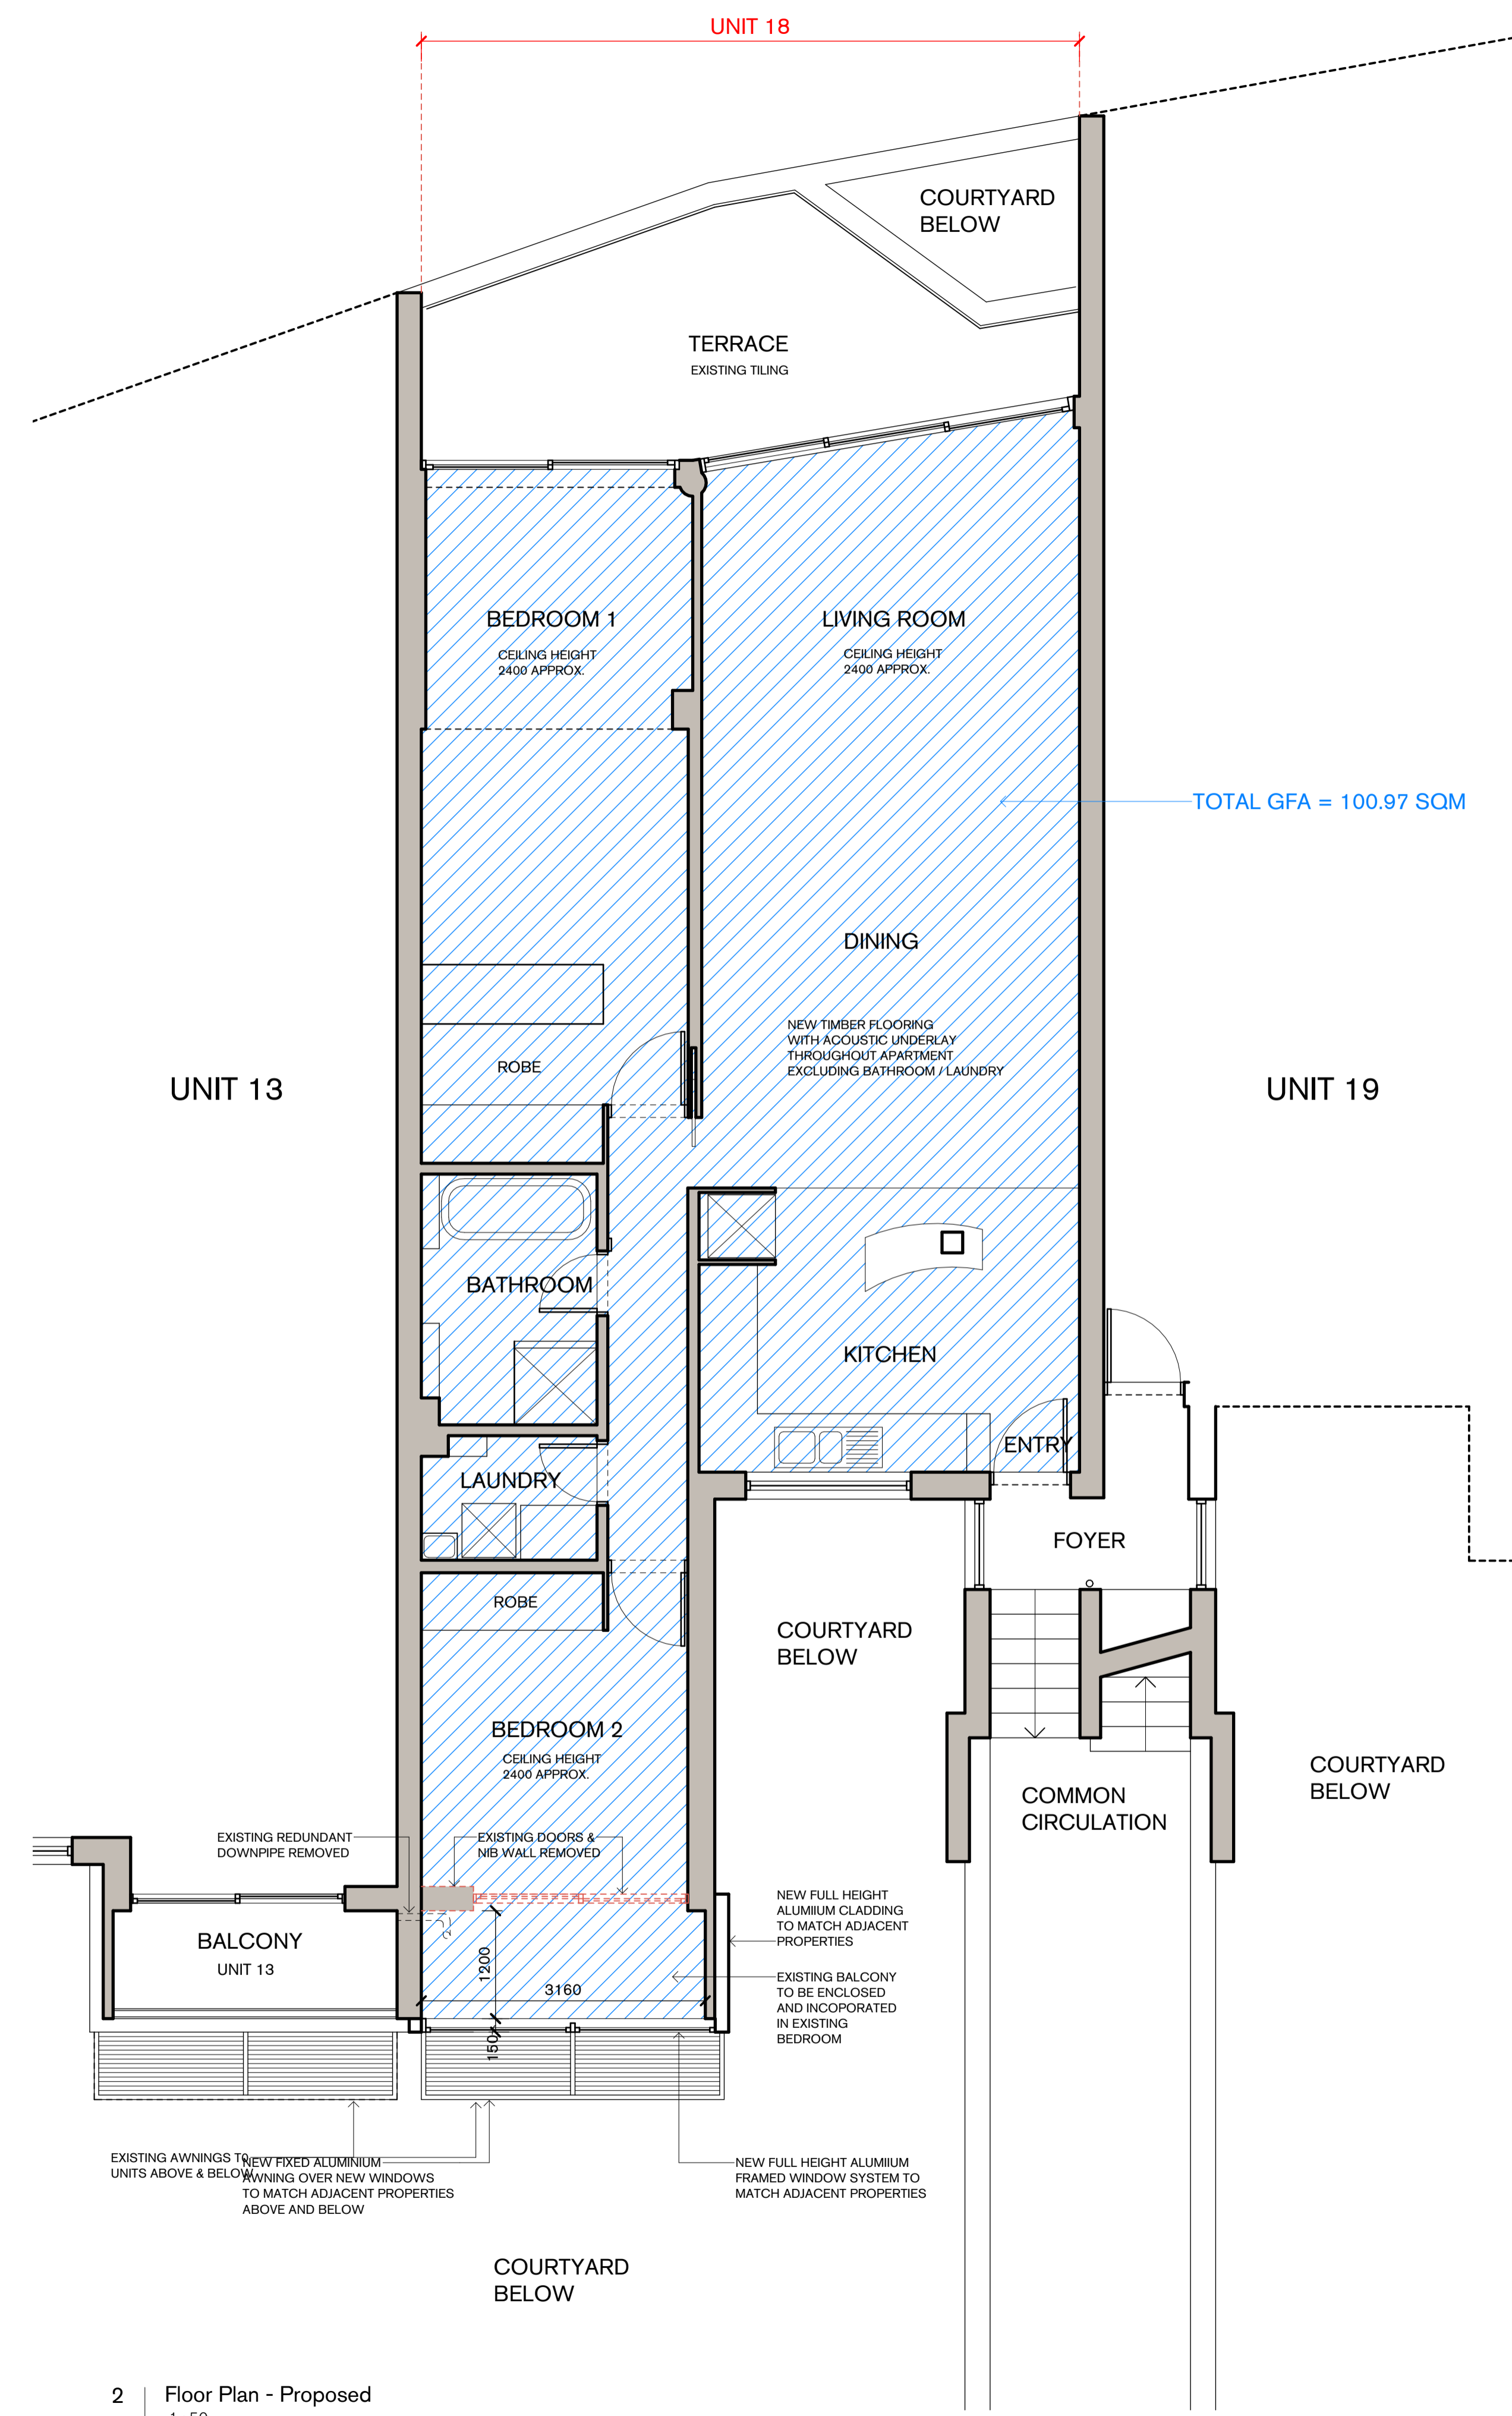 UNIT 18
COURTYARD
BELOW
TERRACE
EXISTING TILING
BEDROOM 1
CEILING HEIGHT
2400 APPROX.
LIVING ROOM
CEILING HEIGHT
2400 APPROX.
TOTAL GFA = 100.97 SQM
DINING
NEW TIMBER FLOORING
WITH ACOUSTIC UNDERLAY
THROUGHOUT APARTMENT
EXCLUDING BATHROOM / LAUNDRY
ROBE
UNIT 13
UNIT 19
BATHROOM
KITCHEN
ENTRY
LAUNDRY
FOYER
ROBE
COURTYARD
BELOW
BEDROOM 2
CEILING HEIGHT
2400 APPROX.
COURTYARD
BELOW
COMMON
CIRCULATION
EXISTING REDUNDANT
DOWNPIPE REMOVED
EXISTING DOORS &
NIB WALL REMOVED
NEW FULL HEIGHT
ALUMIIUM CLADDING
TO MATCH ADJACENT
PROPERTIES
BALCONY
UNIT 13
1200
3160
150
EXISTING BALCONY
TO BE ENCLOSED
AND INCOPORATED
IN EXISTING
BEDROOM
EXISTING AWNINGS TO
UNITS ABOVE & BELOW
NEW FIXED ALUMINIUM
AWNING OVER NEW WINDOWS
TO MATCH ADJACENT PROPERTIES
ABOVE AND BELOW
NEW FULL HEIGHT ALUMIIUM
FRAMED WINDOW SYSTEM TO
MATCH ADJACENT PROPERTIES
COURTYARD
BELOW
2
Floor Plan - Proposed